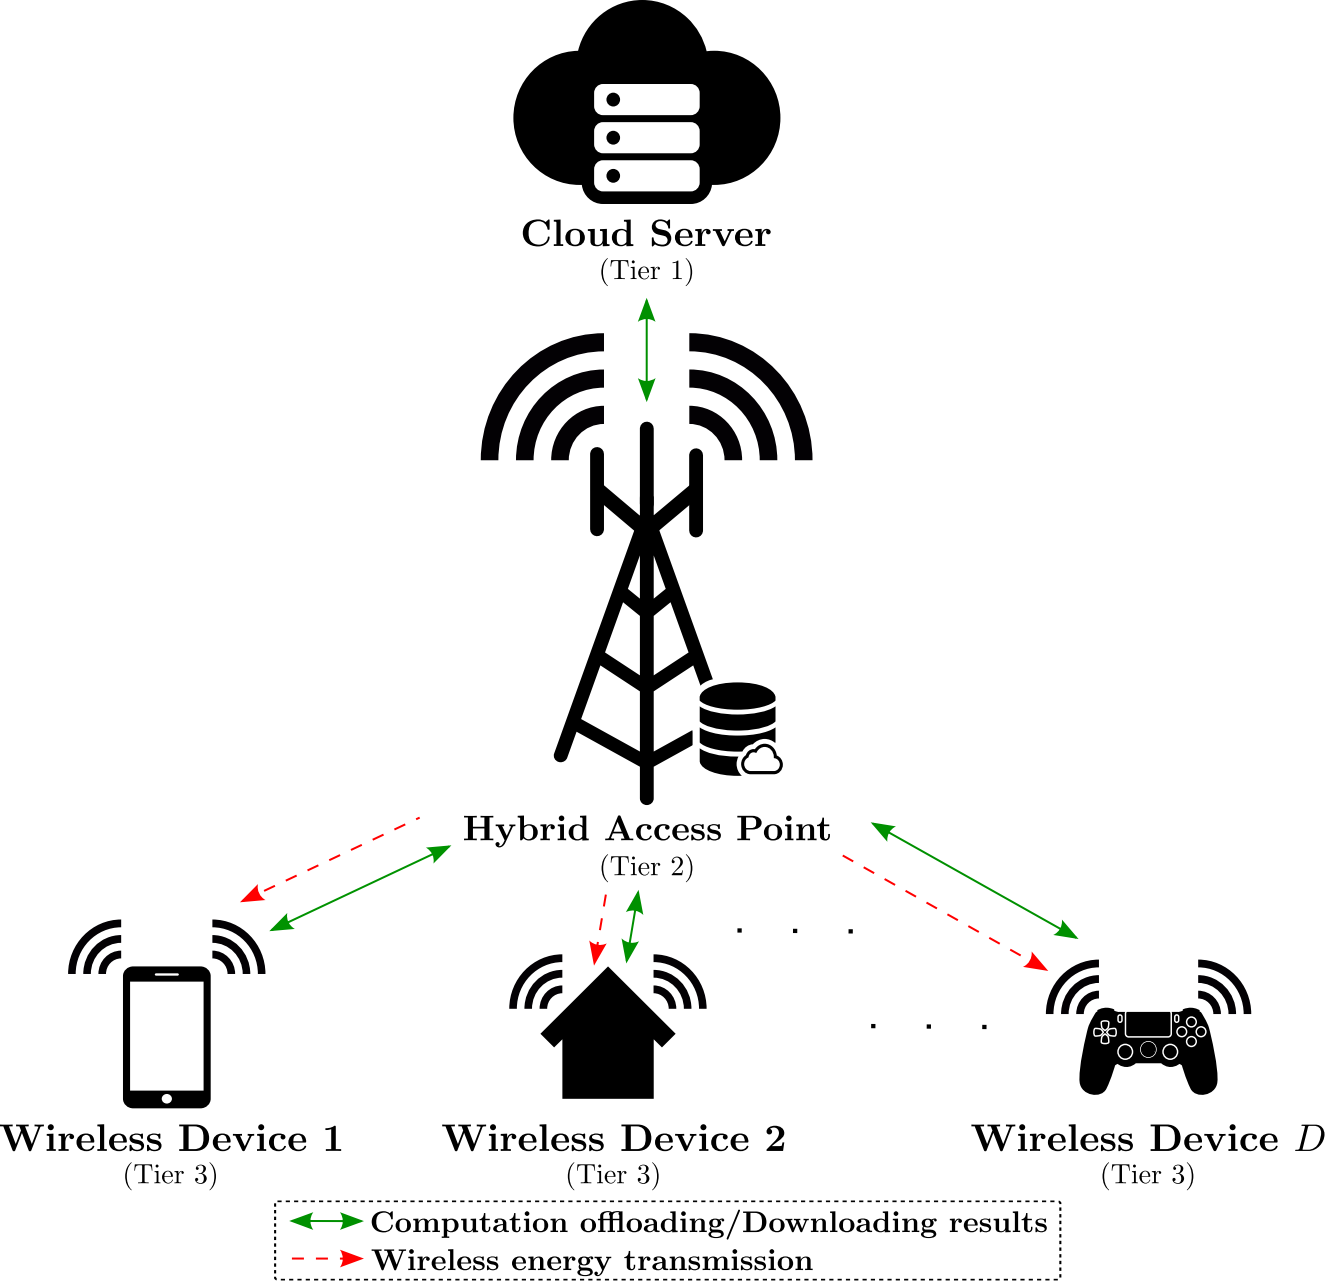 Cloud Server
(Tier 1)
Hybrid Access Point
(Tier 2)
Wireless Device 1
(Tier 3)
Wireless Device 2
(Tier 3)
Wireless Device D
(Tier 3)
Computation offloading/Downloading results
Wireless energy transmission